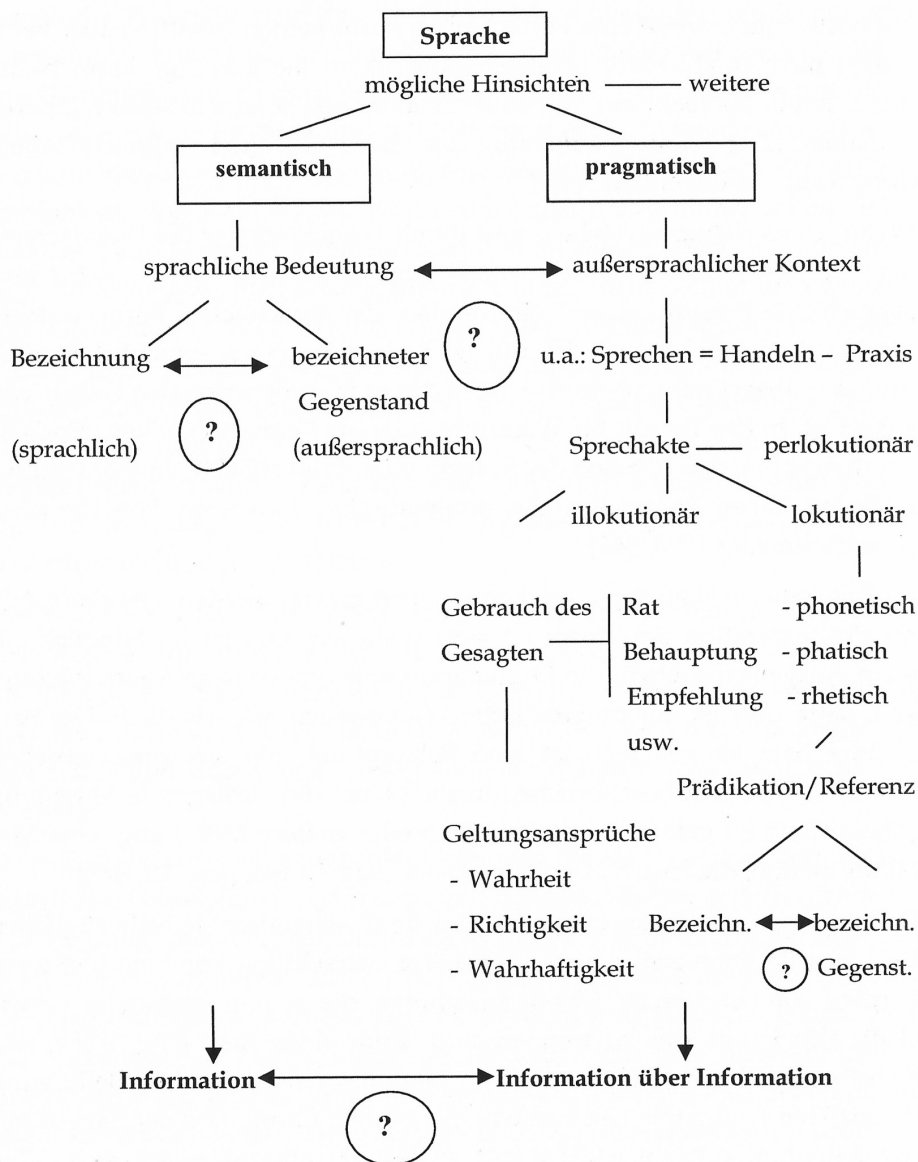 Sprache
mögliche Hinsichten weitere
semantisch pragmatisch
sprachliche Bedeutung außersprachlicher Kontext
?
Bezeichnung bezeichneter u.a.: Sprechen = Handeln – Praxis
Gegenstand
?
(sprachlich) (außersprachlich) Sprechakte perlokutionär
illokutionär lokutionär
Gebrauch des Rat - phonetisch
Gesagten Behauptung - phatisch
Empfehlung - rhetisch
usw.
Prädikation/Referenz
Geltungsansprüche
- Wahrheit
- Richtigkeit Bezeichn. bezeichn.
- Wahrhaftigkeit ? Gegenst.
Information Information über Information
?